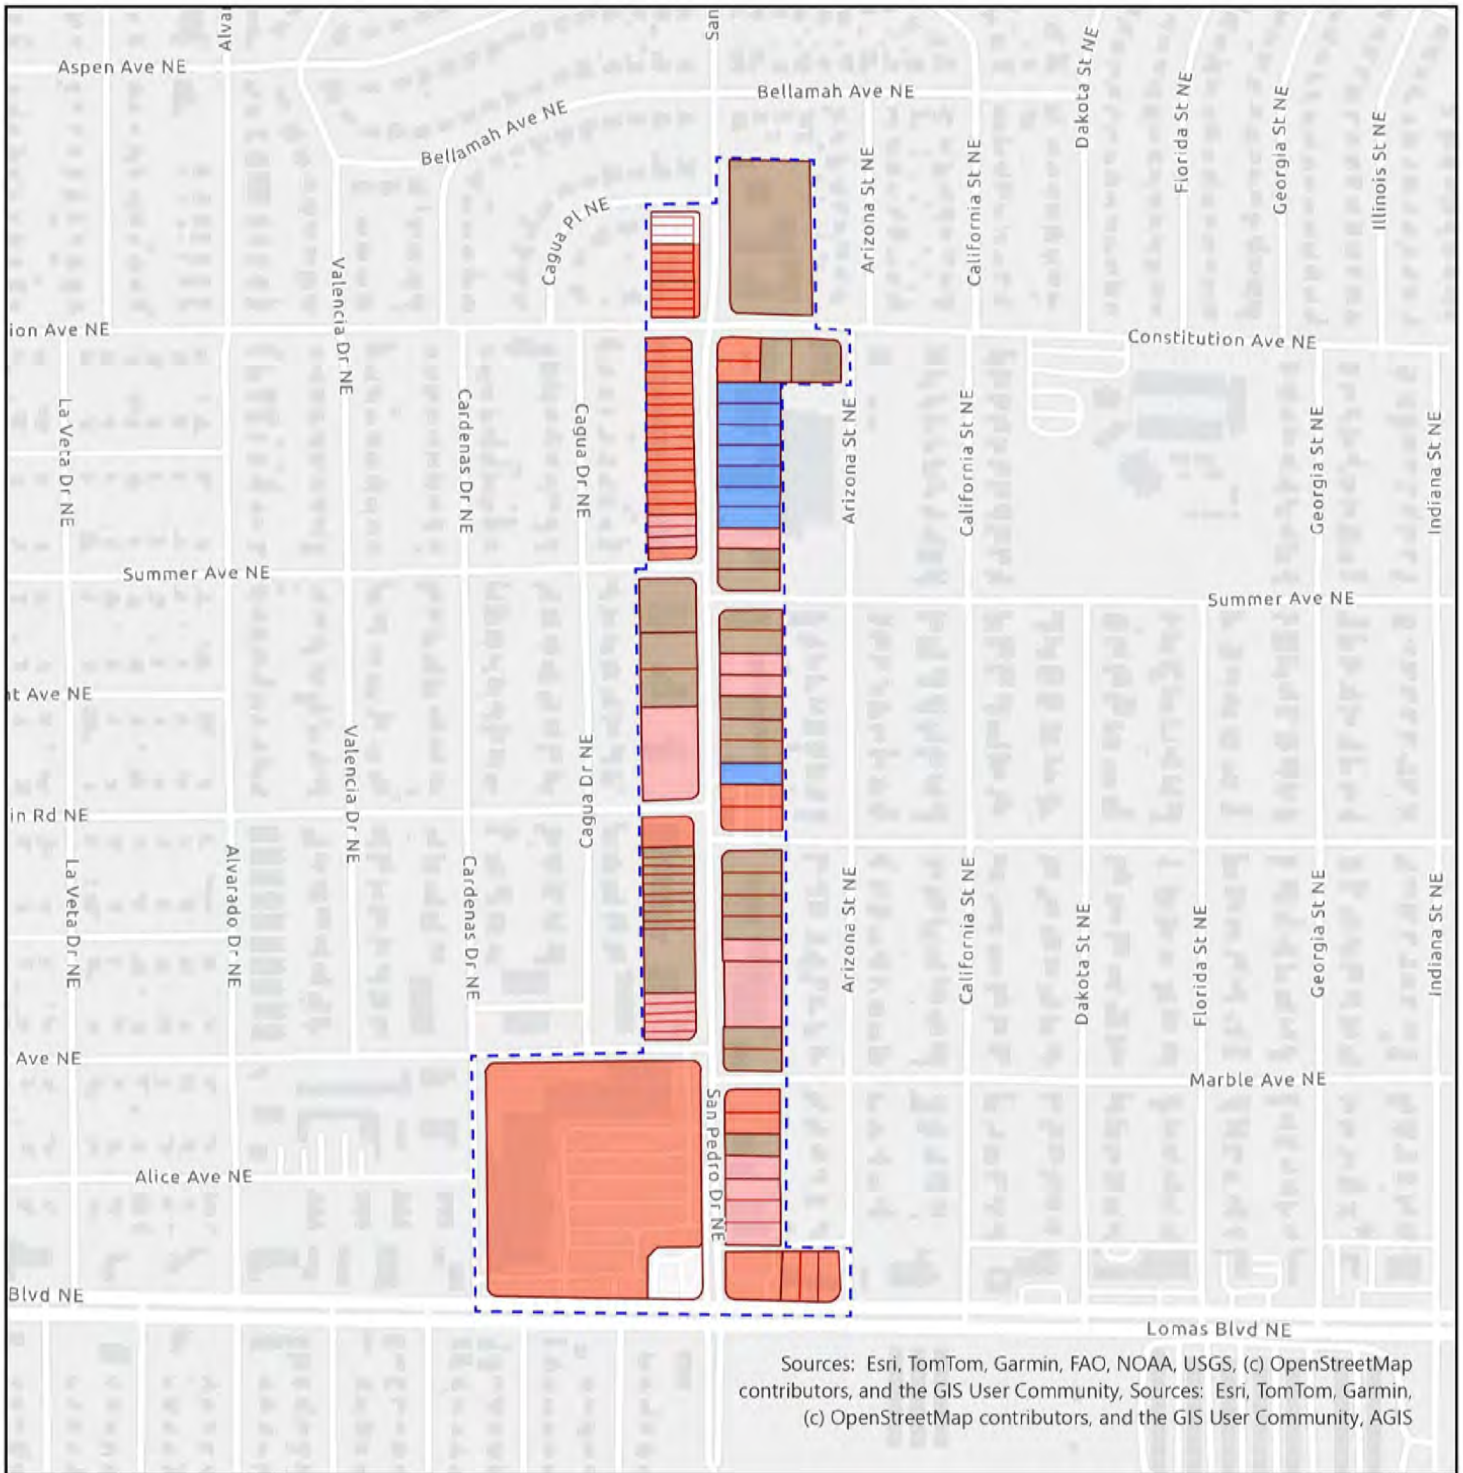 Alva
San
Aspen Ave NE
Bellamah Ave NE
Bellamah Ave NE
Dakota St NE
Florida St NE
Georgia St NE
Illinois St NE
Arizona St NE
California St NE
Cagua Pl NE
Valencia Dr NE
ion Ave NE
Constitution Ave NE
La Veta Dr NE
Cardenas Dr NE
Cagua Dr NE
Arizona St NE
California St NE
Georgia St NE
Indiana St NE
Summer Ave NE
Summer Ave NE
nt Ave NE
Valencia Dr NE
Cagua Dr NE
in Rd NE
La Veta Dr NE
Alvarado Dr NE
Cardenas Dr NE
Arizona St NE
California St NE
Dakota St NE
Florida St NE
Georgia St NE
Indiana St NE
Ave NE
Marble Ave NE
San Pedro Dr NE
Alice Ave NE
Blvd NE
Lomas Blvd NE
Sources: Esri, TomTom, Garmin, FAO, NOAA, USGS, (c) OpenStreetMap
contributors, and the GIS User Community, Sources: Esri, TomTom, Garmin,
(c) OpenStreetMap contributors, and the GIS User Community, AGIS